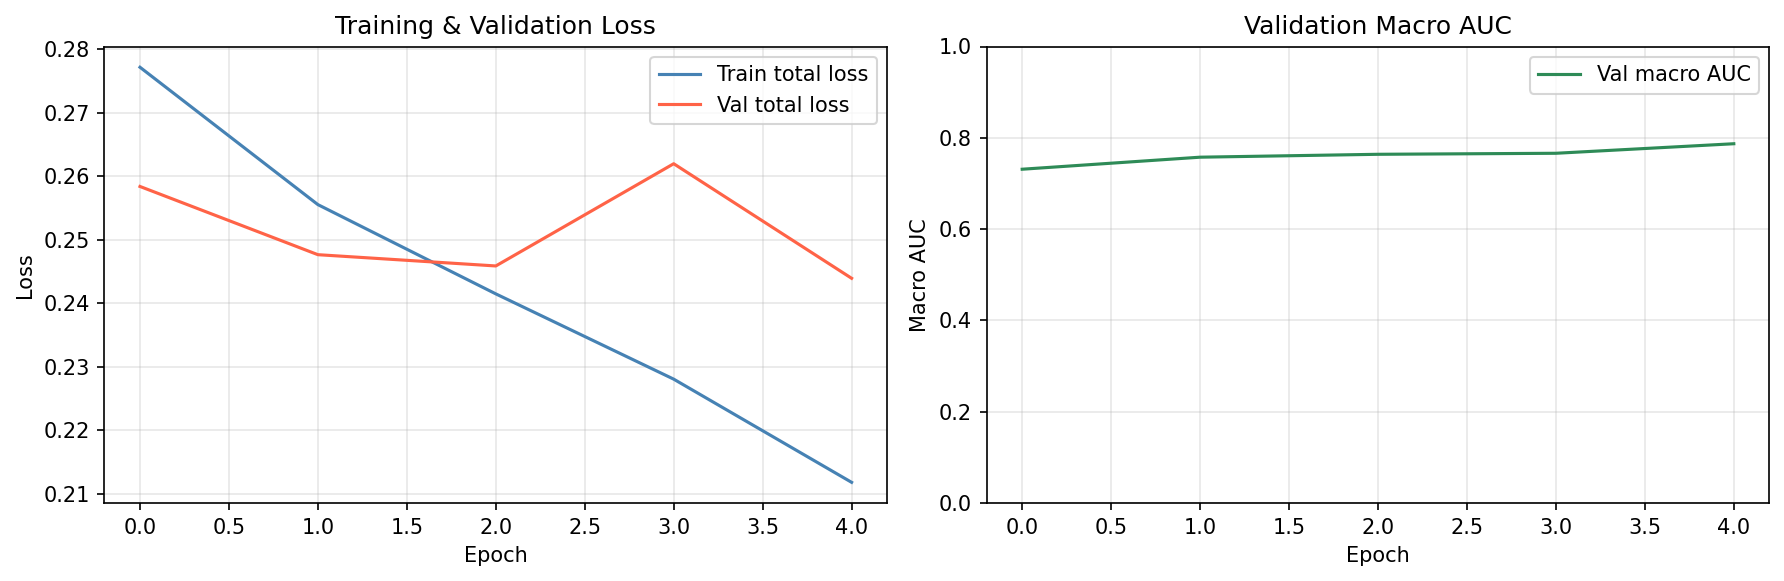 Training & Validation Loss
Train total loss
Val total loss
0.28
0.27
0.26
0.25
0.24
0.23
0.22
0.21
Loss
0.0 0.5 1.0 1.5 2.0 2.5 3.0 3.5 4.0
Epoch
Validation Macro AUC
Val macro AUC
1.0
0.8
0.6
0.4
0.2
0.0
Macro AUC
0.0 0.5 1.0 1.5 2.0 2.5 3.0 3.5 4.0
Epoch